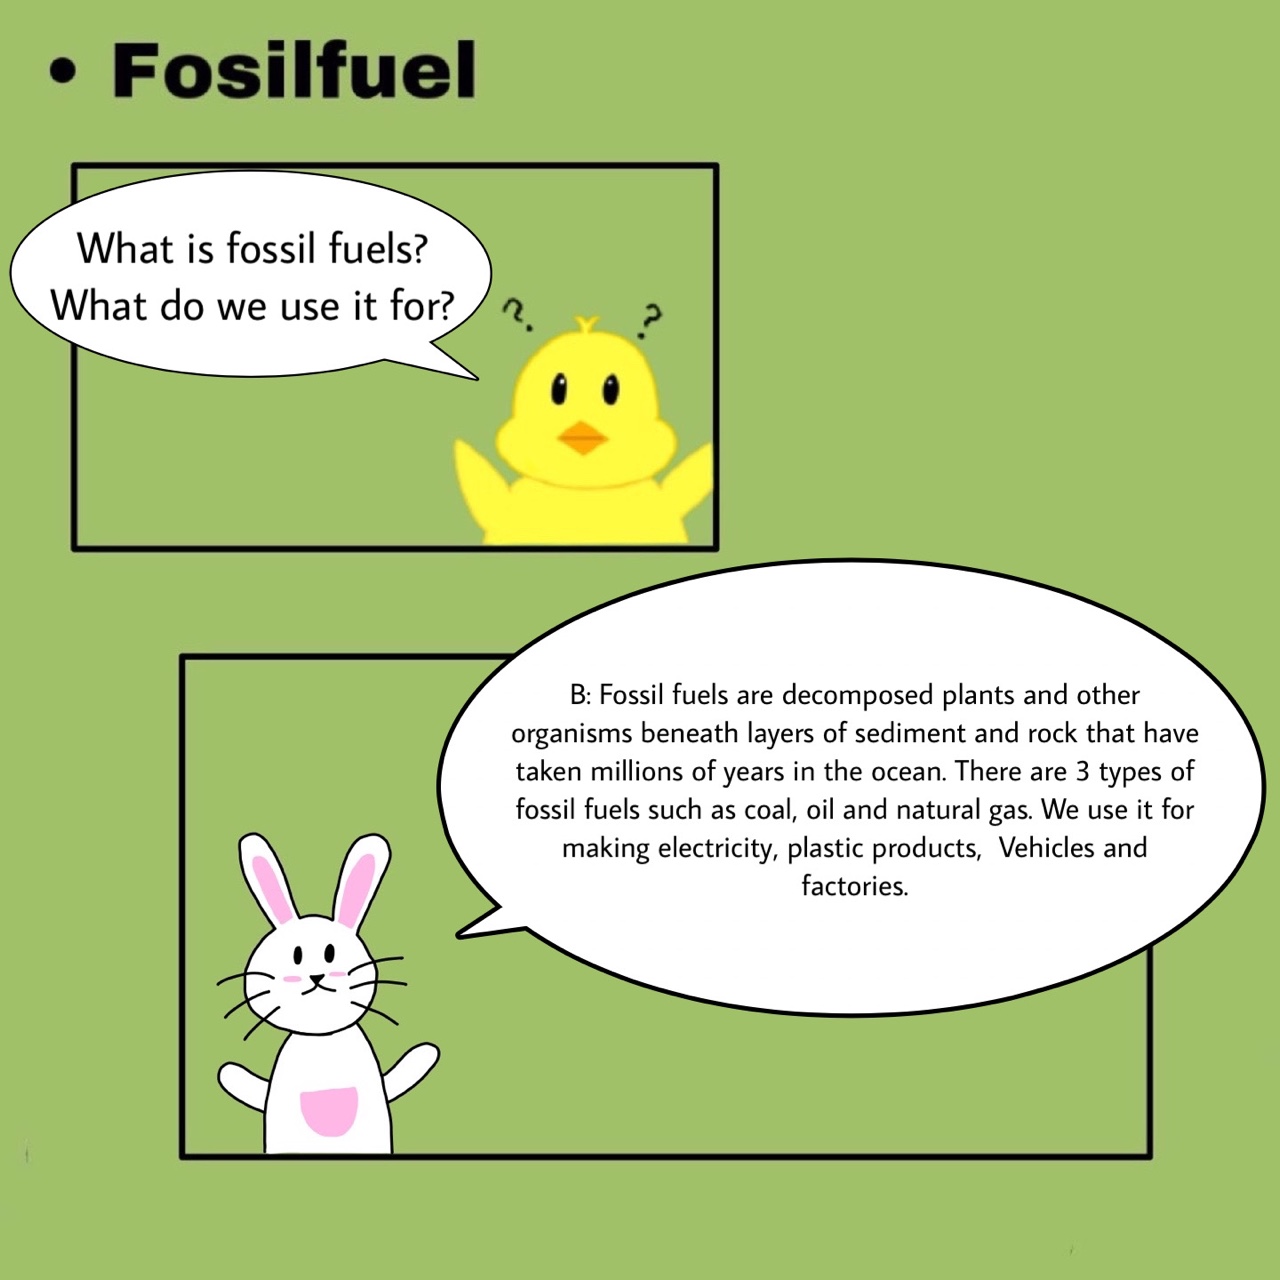 • Fosilfuel
What is fossil fuels?
What do we use it for?
? ?
B: Fossil fuels are decomposed plants and other
organisms beneath layers of sediment and rock that have
taken millions of years in the ocean. There are 3 types of
fossil fuels such as coal, oil and natural gas. We use it for
making electricity, plastic products,  Vehicles and
factories.